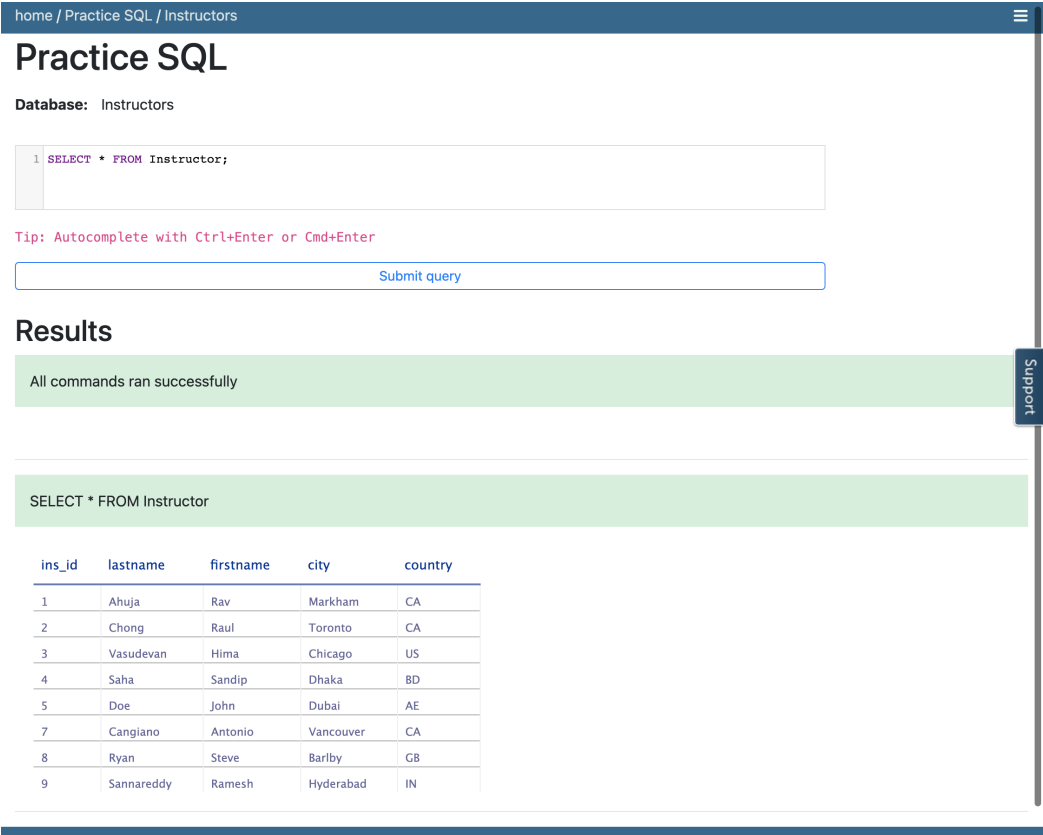 home / Practice SQL / Instructors
Practice SQL
Database: Instructors
1 SELECT * FROM Instructor;
Tip: Autocomplete with Ctrl+Enter or Cmd+Enter
Submit query
Results
All commands ran successfully
Support
SELECT * FROM Instructor
ins_id lastname firstname city country
1 Ahuja Rav Markham CA
2 Chong Raul Toronto CA
3 Vasudevan Hima Chicago US
4 Saha Sandip Dhaka BD
5 Doe John Dubai AE
7 Cangiano Antonio Vancouver CA
8 Ryan Steve Barlby GB
9 Sannareddy Ramesh Hyderabad IN